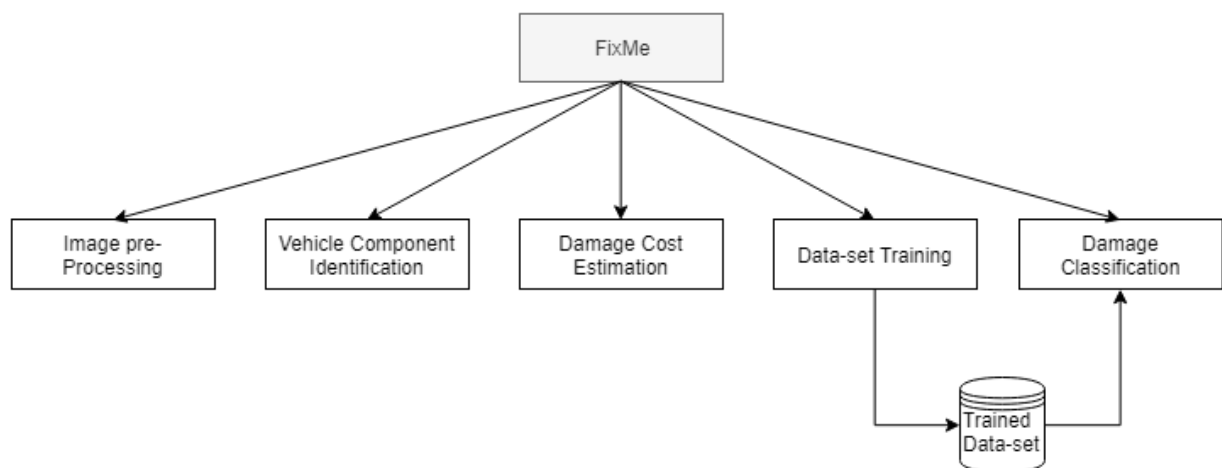 FixMe
Image pre-
Processing
Vehicle Component
Identification
Damage Cost
Estimation
Data-set Training
Damage
Classification
Trained
Data-set